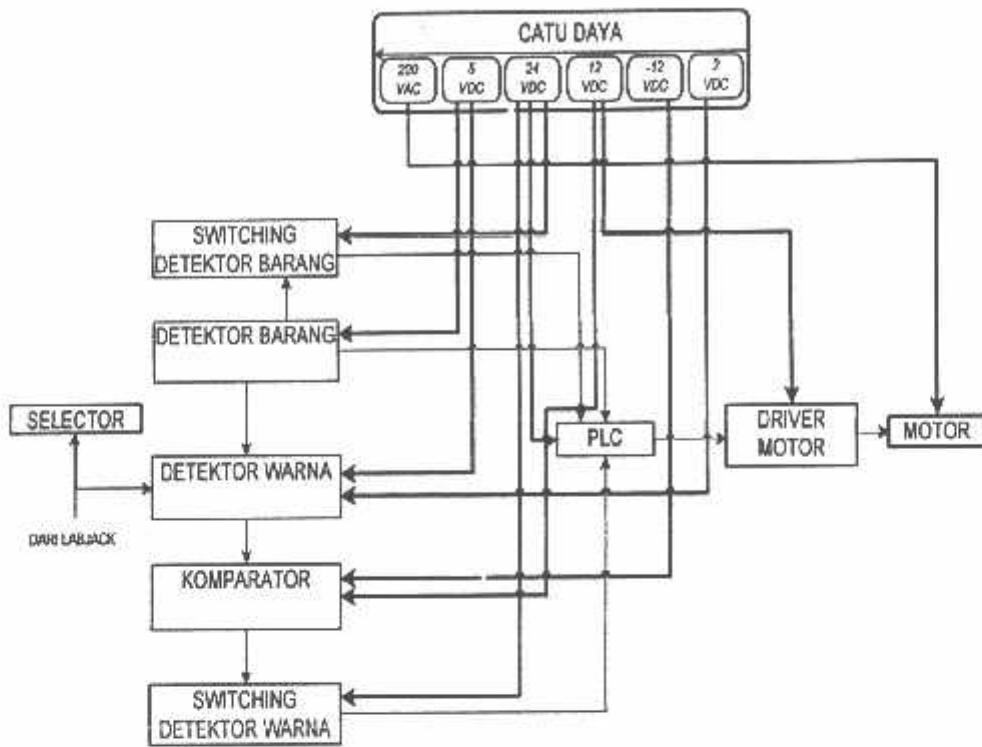 CATU DAYA
220 VAC
5 VDC
24 VDC
12 VDC
-12 VDC
2 VDC
SWITCHING
DETEKTOR BARANG
DETEKTOR BARANG
SELECTOR
PLC
DRIVER
MOTOR
MOTOR
DETEKTOR WARNA
DARI LABJACK
KOMPARATOR
SWITCHING
DETEKTOR WARNA